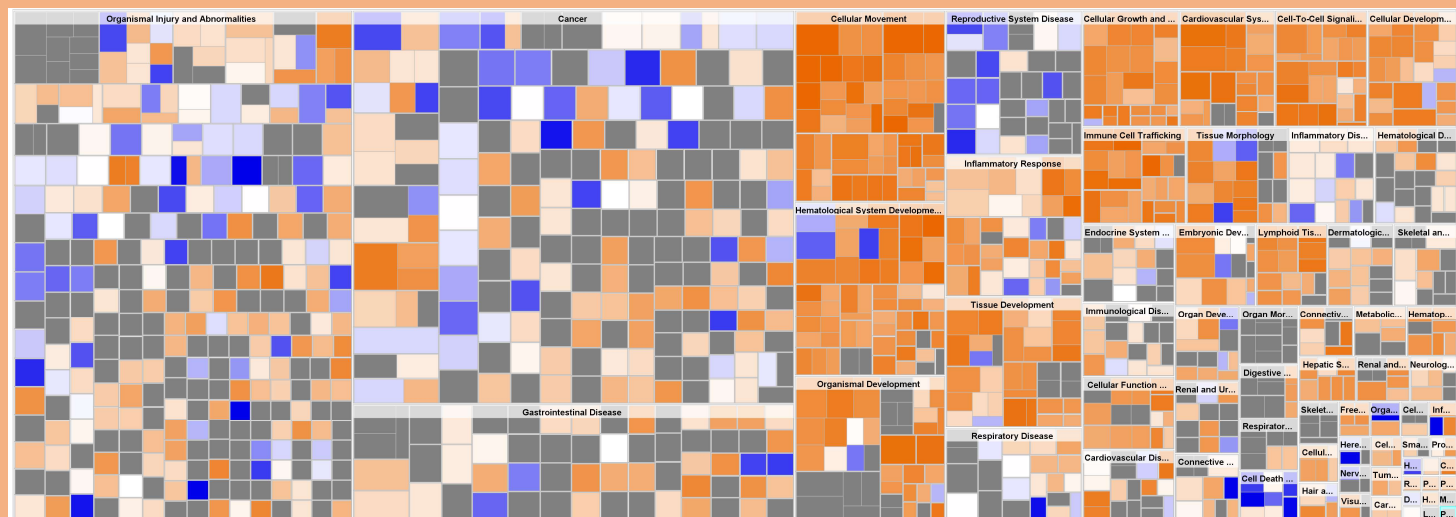 Organismal Injury and Abnormalities
Cancer
Cellular Movement
Reproductive System Disease
Cellular Growth and ...
Cardiovascular Sys...
Cell-To-Cell Signali...
Cellular Developm...
Immune Cell Trafficking
Tissue Morphology
Inflammatory Dis...
Hematological D...
Inflammatory Response
Hematological System Developme...
Endocrine System ...
Embryonic Dev...
Lymphoid Tis...
Dermatologic...
Skeletal an...
Tissue Development
Immunological Dis...
Organ Deve...
Organ Mor...
Connectiv...
Metabolic...
Hematop...
Hepatic S...
Renal and...
Neurolog...
Digestive ...
Organismal Development
Cellular Function ...
Renal and Ur...
Gastrointestinal Disease
Skelet...
Free...
Orga...
Cel...
Inf...
Respirator...
Respiratory Disease
Here...
Cel...
Sma...
Pro...
Cellul...
Cardiovascular Dis...
Connective ...
H...
C...
Nerv...
Tum...
Cell Death...
R...
P...
P...
Hair a...
Visu...
Car...
D...
H...
M...
L...
P...